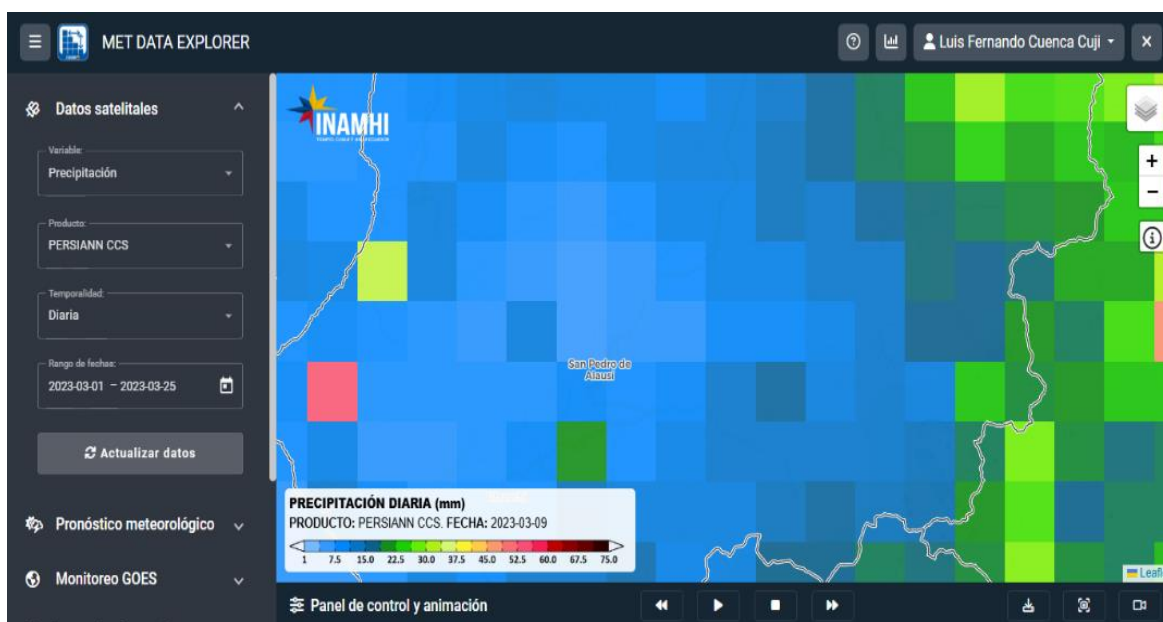 MET DATA EXPLORER
Luis Fernando Cuenca Cuji
Datos satelitales
Variable:
Precipitación
Producto:
PERSIANN CCS
Temporalidad:
Diaria
Rango de fechas:
2023-03-01 – 2023-03-25
Actualizar datos
Pronóstico meteorológico
Monitoreo GOES
INAMHI
San Pedro de
Alausí
+
−
PRECIPITACIÓN DIARIA (mm)
PRODUCTO: PERSIANN CCS. FECHA: 2023-03-09
1 7.5 15.0 22.5 30.0 37.5 45.0 52.5 60.0 67.5 75.0
Leafl
Panel de control y animación